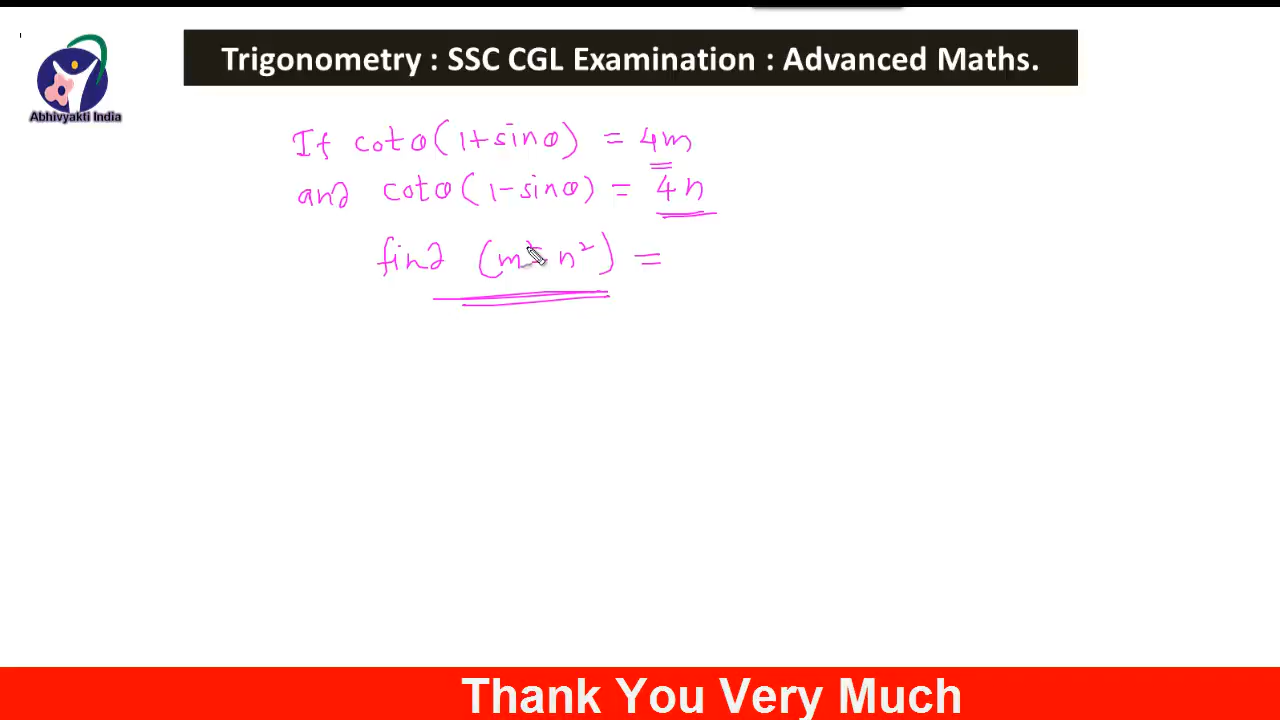 Trigonometry : SSC CGL Examination : Advanced Maths.
Abhivyakti India
If cotθ(1+sinθ) = 4m
and cotθ(1-sinθ) = 4n
find (m²- n²) =
Thank You Very Much